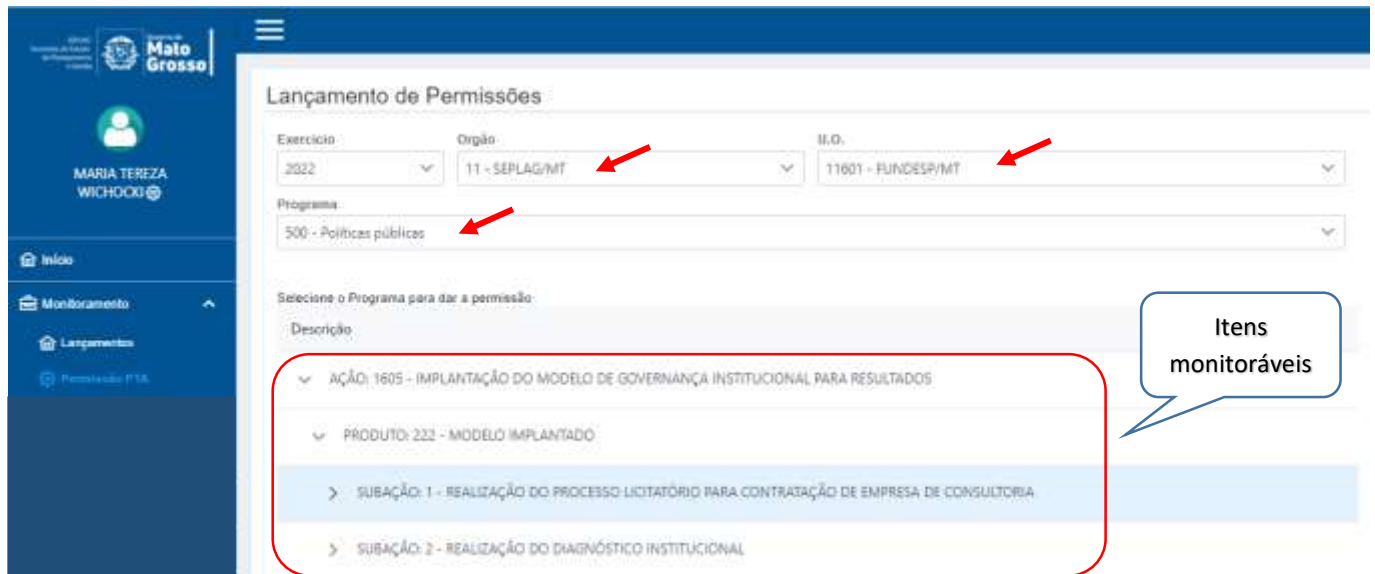 Mato
Grosso
MARIA TEREZA
WICHOCKI
Início
Monitoramento
Lançamentos
Permissão PTA
Lançamento de Permissões
Exercício Orgão U.O.
2022 11 - SEPLAG/MT 11601 - FUNDESP/MT
Programa
500 - Políticas públicas
Selecione o Programa para dar a permissão
Descrição
AÇÃO: 1605 - IMPLANTAÇÃO DO MODELO DE GOVERNANÇA INSTITUCIONAL PARA RESULTADOS
PRODUTO: 222 - MODELO IMPLANTADO
SUBAÇÃO: 1 - REALIZAÇÃO DO PROCESSO LICITATÓRIO PARA CONTRATAÇÃO DE EMPRESA DE CONSULTORIA
SUBAÇÃO: 2 - REALIZAÇÃO DO DIAGNÓSTICO INSTITUCIONAL
Itens
monitoráveis